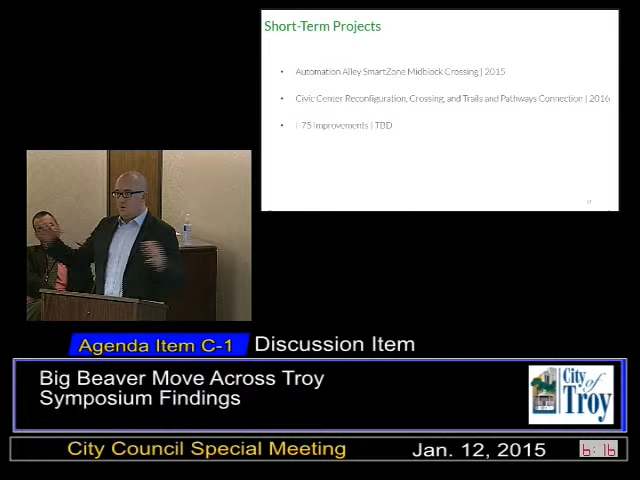 Short-Term Projects
• Automation Alley SmartZone Midblock Crossing | 2015
• Civic Center Reconfiguration, Crossing, and Trails and Pathways Connection | 2016
• I-75 Improvements | TBD
Agenda Item C-1 Discussion Item
Big Beaver Move Across Troy
Symposium Findings
City of Troy
City Council Special Meeting Jan. 12, 2015 6:16